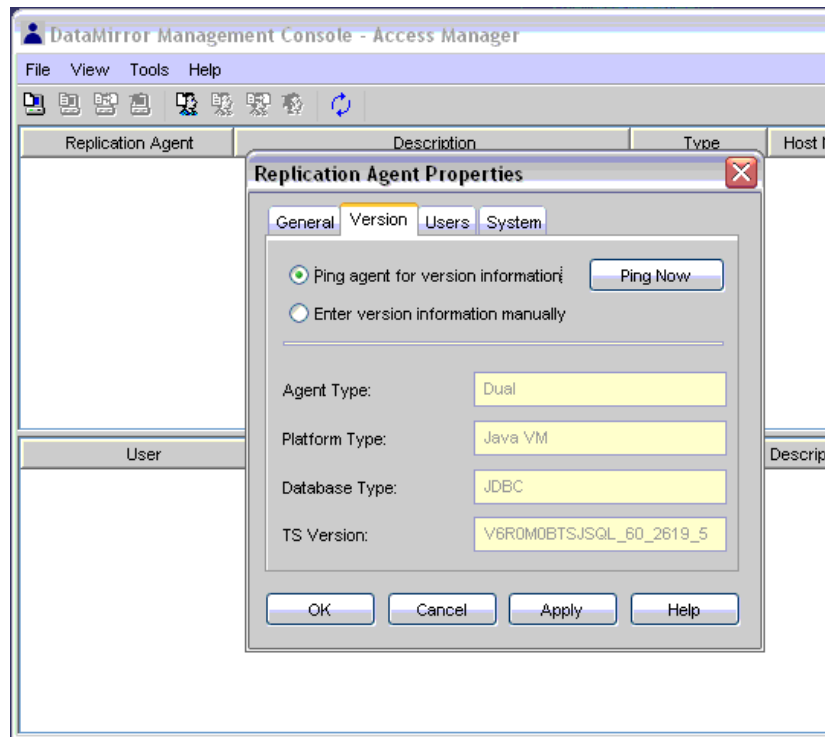 DataMirror Management Console - Access Manager
File View Tools Help
Replication Agent Description Type Host
Replication Agent Properties
General Version Users System
Ping agent for version information Ping Now
Enter version information manually
Agent Type: Dual
Platform Type: Java VM
Database Type: JDBC
TS Version: V6R0M0BTSJSQL_60_2619_5
User Descrip
OK Cancel Apply Help